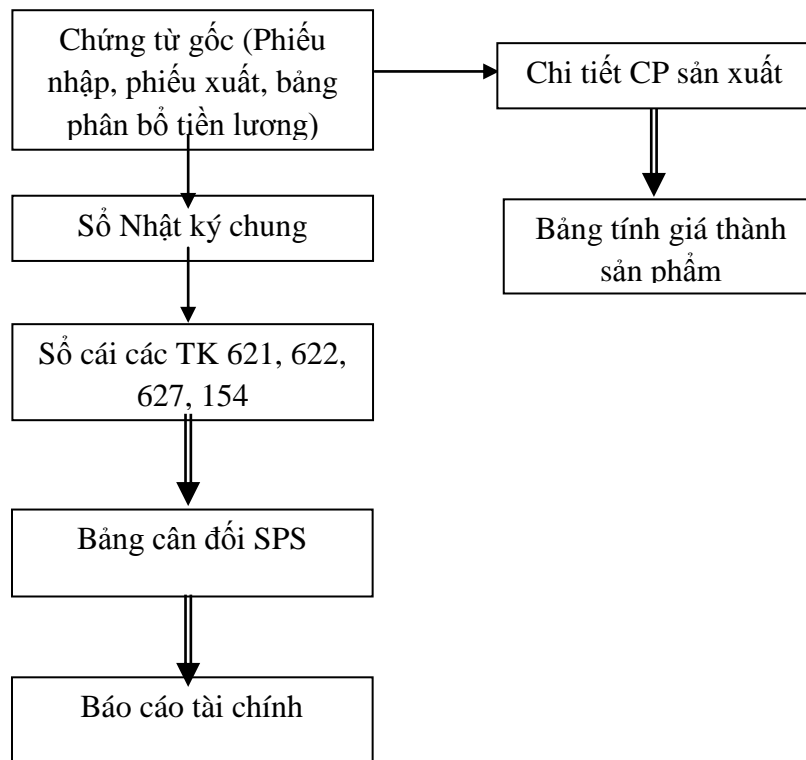 Chứng từ gốc (Phiếu
nhập, phiếu xuất, bảng
phân bổ tiền lương)
Chi tiết CP sản xuất
Sổ Nhật ký chung
Bảng tính giá thành
sản phẩm
Sổ cái các TK 621, 622,
627, 154
Bảng cân đối SPS
Báo cáo tài chính